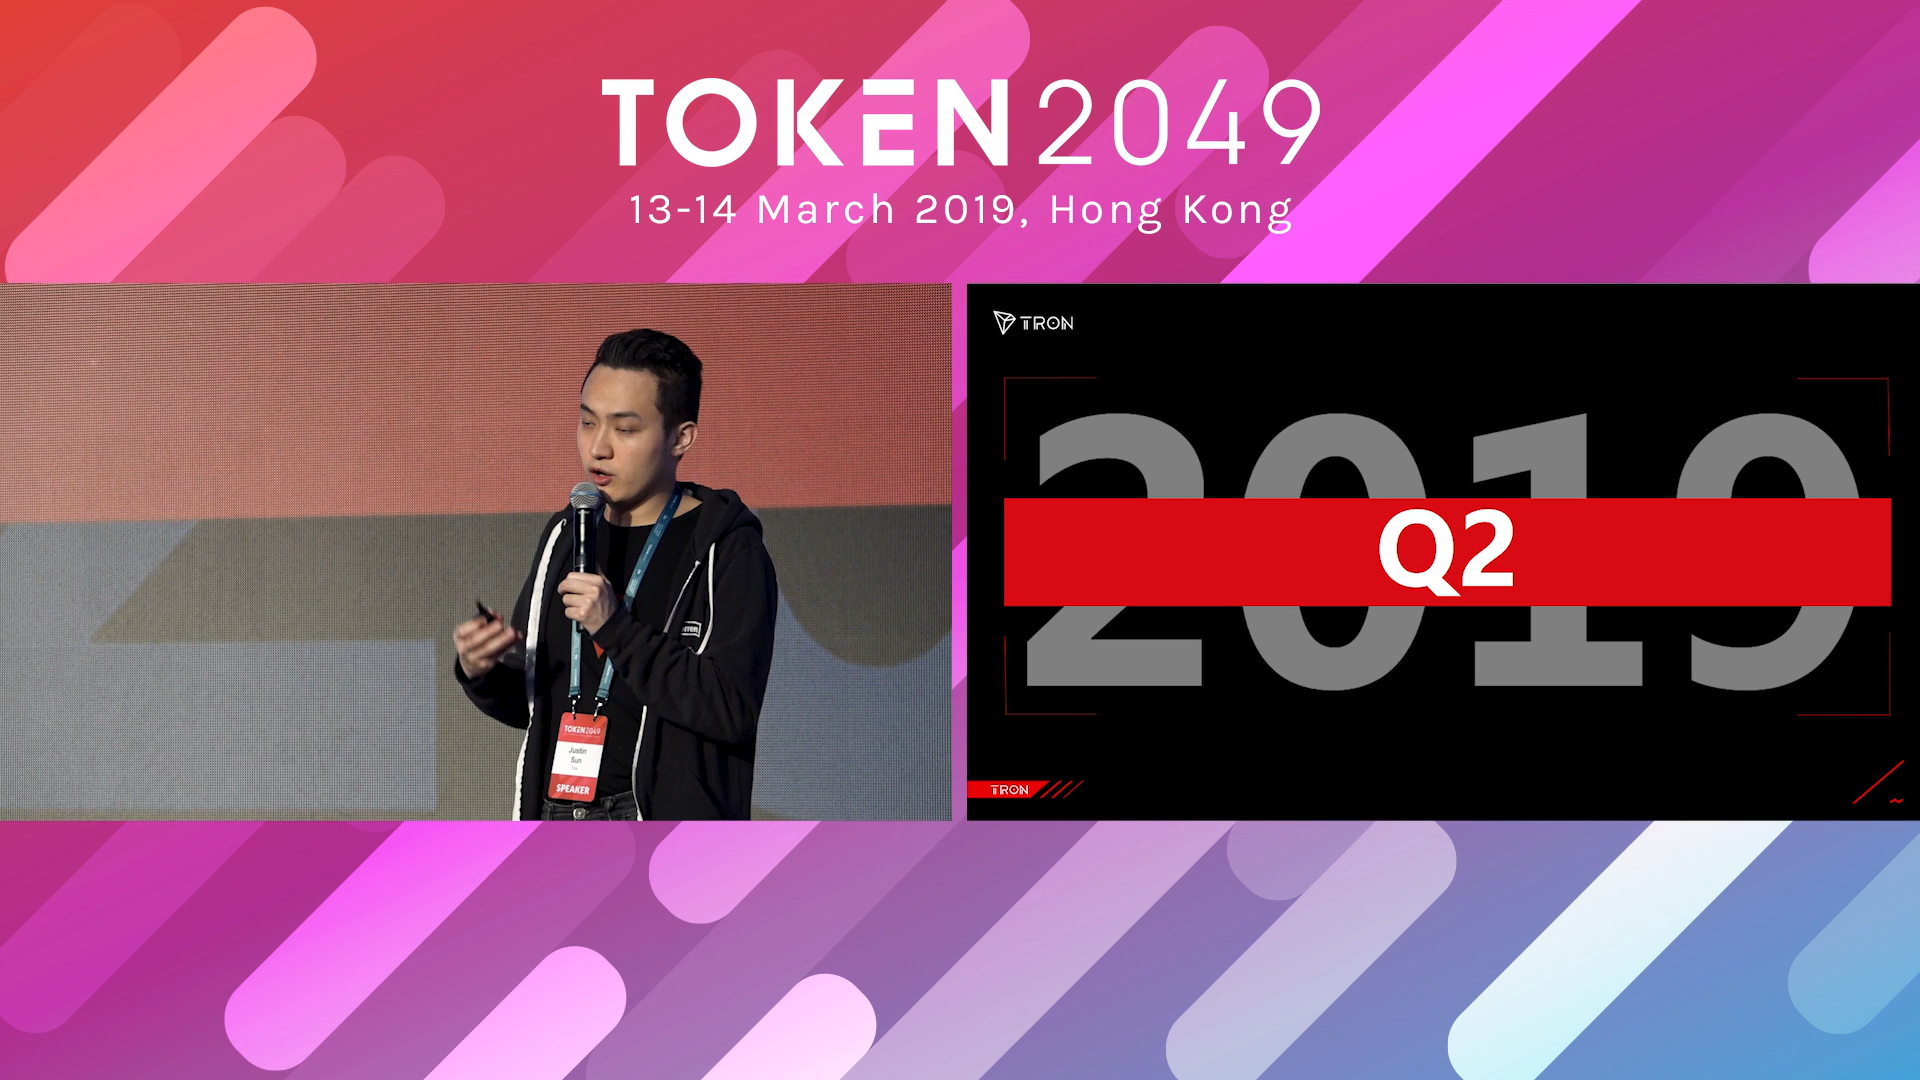 TOKEN2049
13-14 March 2019, Hong Kong
TRON
2019
Q2
TRON
TOKEN2049
Justin
Sun
SPEAKER